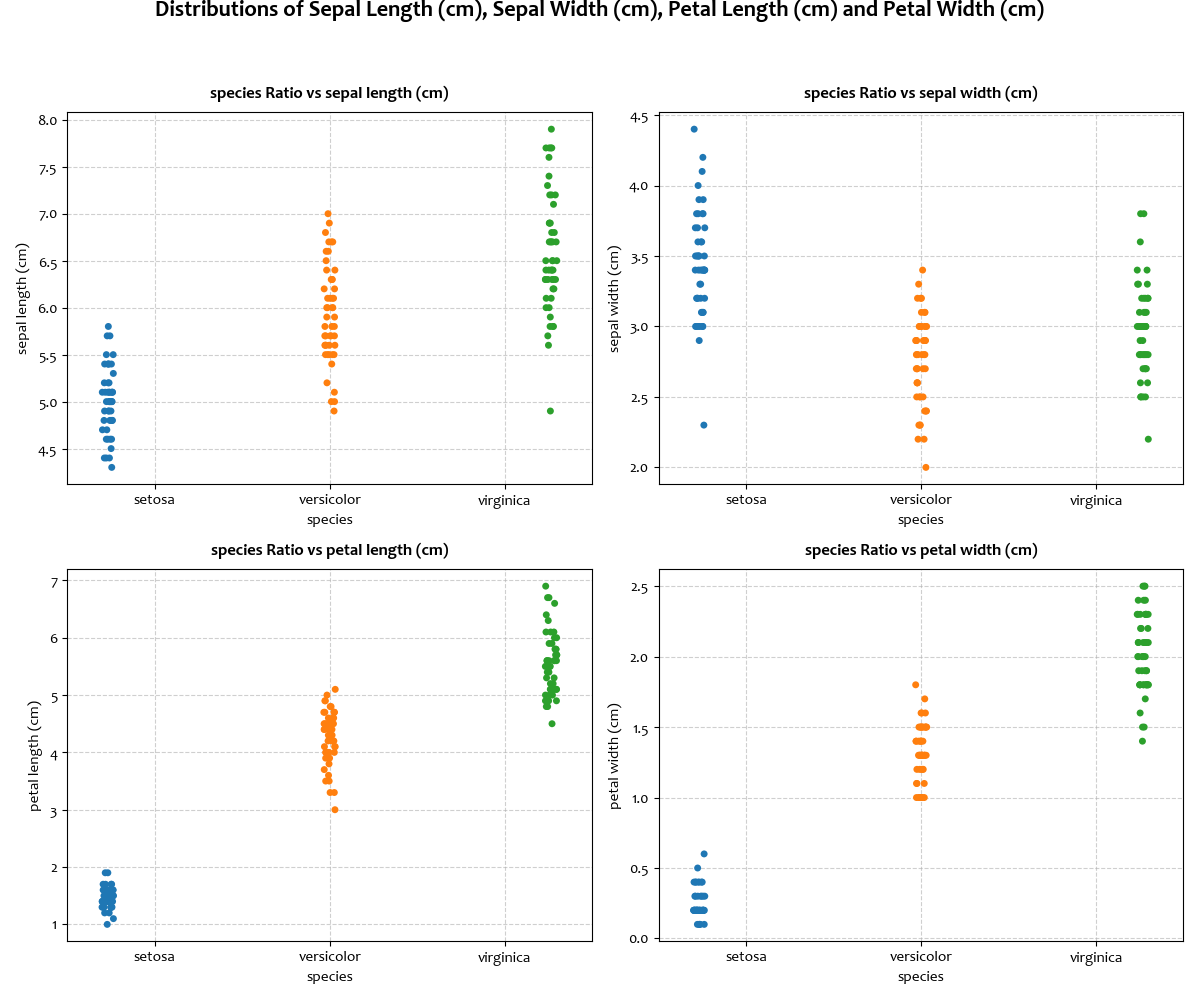 Distributions of Sepal Length (cm), Sepal Width (cm), Petal Length (cm) and Petal Width (cm)
species Ratio vs sepal length (cm)
8.0
7.5
7.0
6.5
6.0
5.5
5.0
4.5
sepal length (cm)
setosa
versicolor
virginica
species
species Ratio vs sepal width (cm)
4.5
4.0
3.5
3.0
2.5
2.0
sepal width (cm)
setosa
versicolor
virginica
species
species Ratio vs petal length (cm)
7
6
5
4
3
2
1
petal length (cm)
setosa
versicolor
virginica
species
species Ratio vs petal width (cm)
2.5
2.0
1.5
1.0
0.5
0.0
petal width (cm)
setosa
versicolor
virginica
species